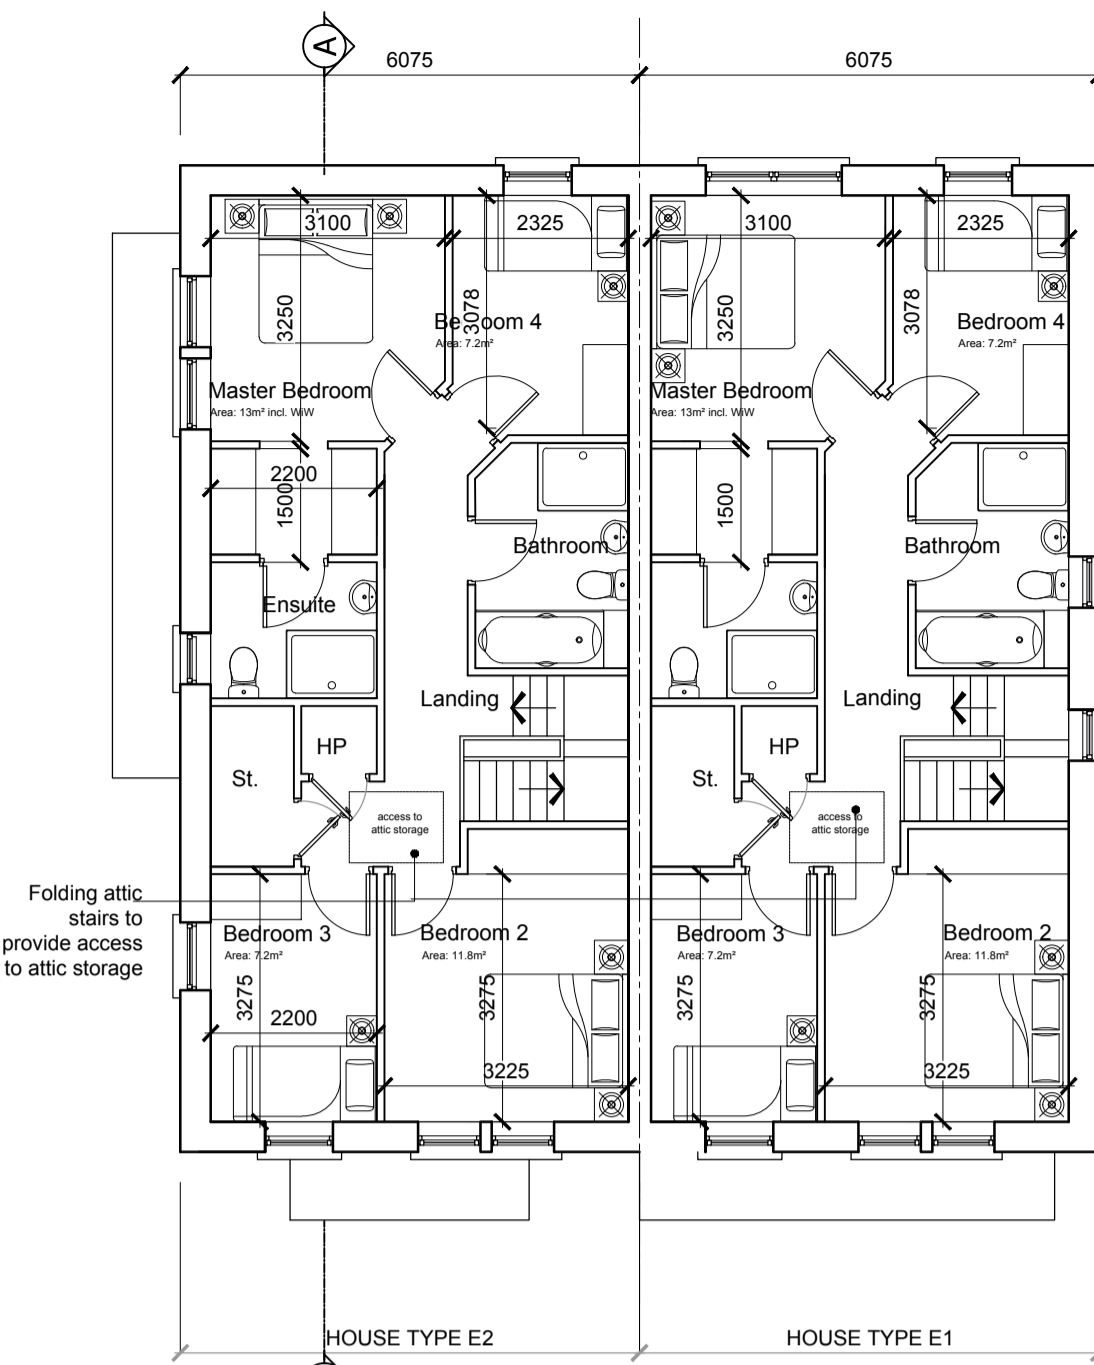 A
6075
6075
3100
2325
3100
2325
3250
3078
3250
3078
Bedroom 4
Area: 7.2m²
Bedroom 4
Area: 7.2m²
Master Bedroom
Area: 13m² incl. WiW
Master Bedroom
Area: 13m² incl. WiW
2200
1500
1500
Bathroom
Bathroom
Ensuite
Landing
Landing
HP
HP
St.
St.
access to
attic storage
access to
attic storage
Folding attic
stairs to
provide access
to attic storage
Bedroom 3
Area: 7.2m²
Bedroom 2
Area: 11.8m²
Bedroom 3
Area: 7.2m²
Bedroom 2
Area: 11.8m²
3275
3275
3275
3275
2200
3225
3225
HOUSE TYPE E2
HOUSE TYPE E1